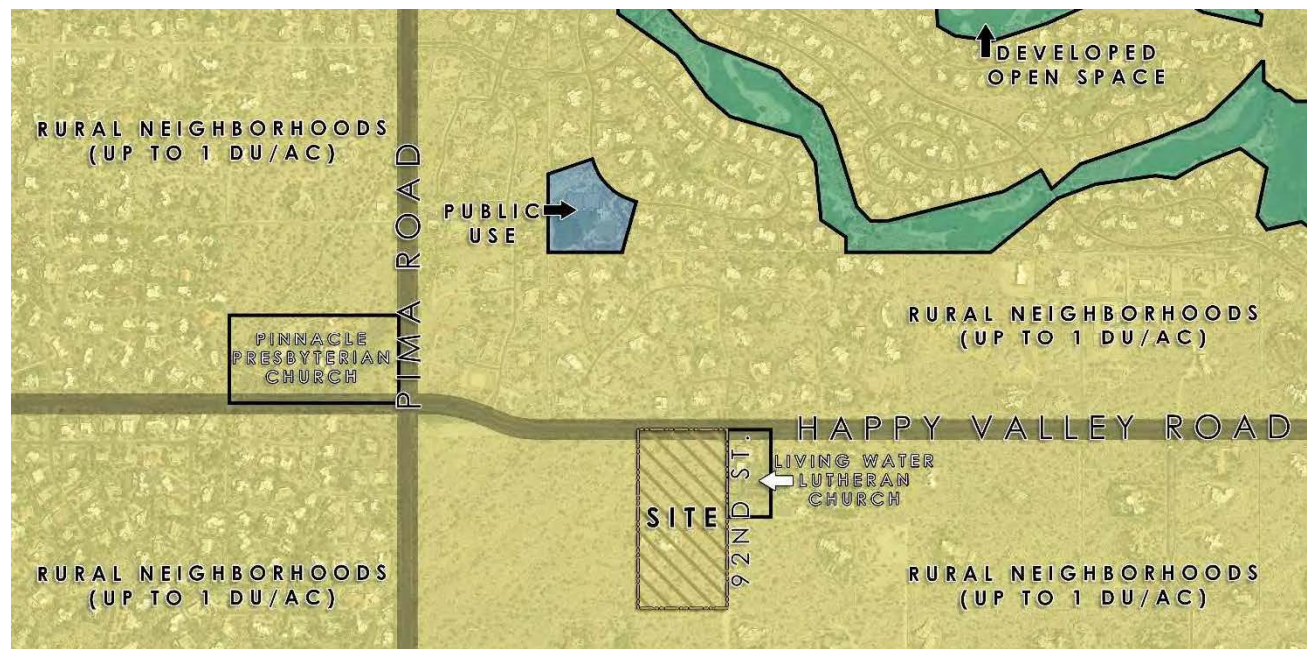 DEVELOPED
OPEN SPACE
RURAL NEIGHBORHOODS
(UP TO 1 DU/AC)
PIMA ROAD
PUBLIC
USE
RURAL NEIGHBORHOODS
(UP TO 1 DU/AC)
PINNACLE
PRESBYTERIAN
CHURCH
HAPPY VALLEY ROAD
92ND ST.
LIVING WATER
LUTHERAN
CHURCH
SITE
RURAL NEIGHBORHOODS
(UP TO 1 DU/AC)
RURAL NEIGHBORHOODS
(UP TO 1 DU/AC)